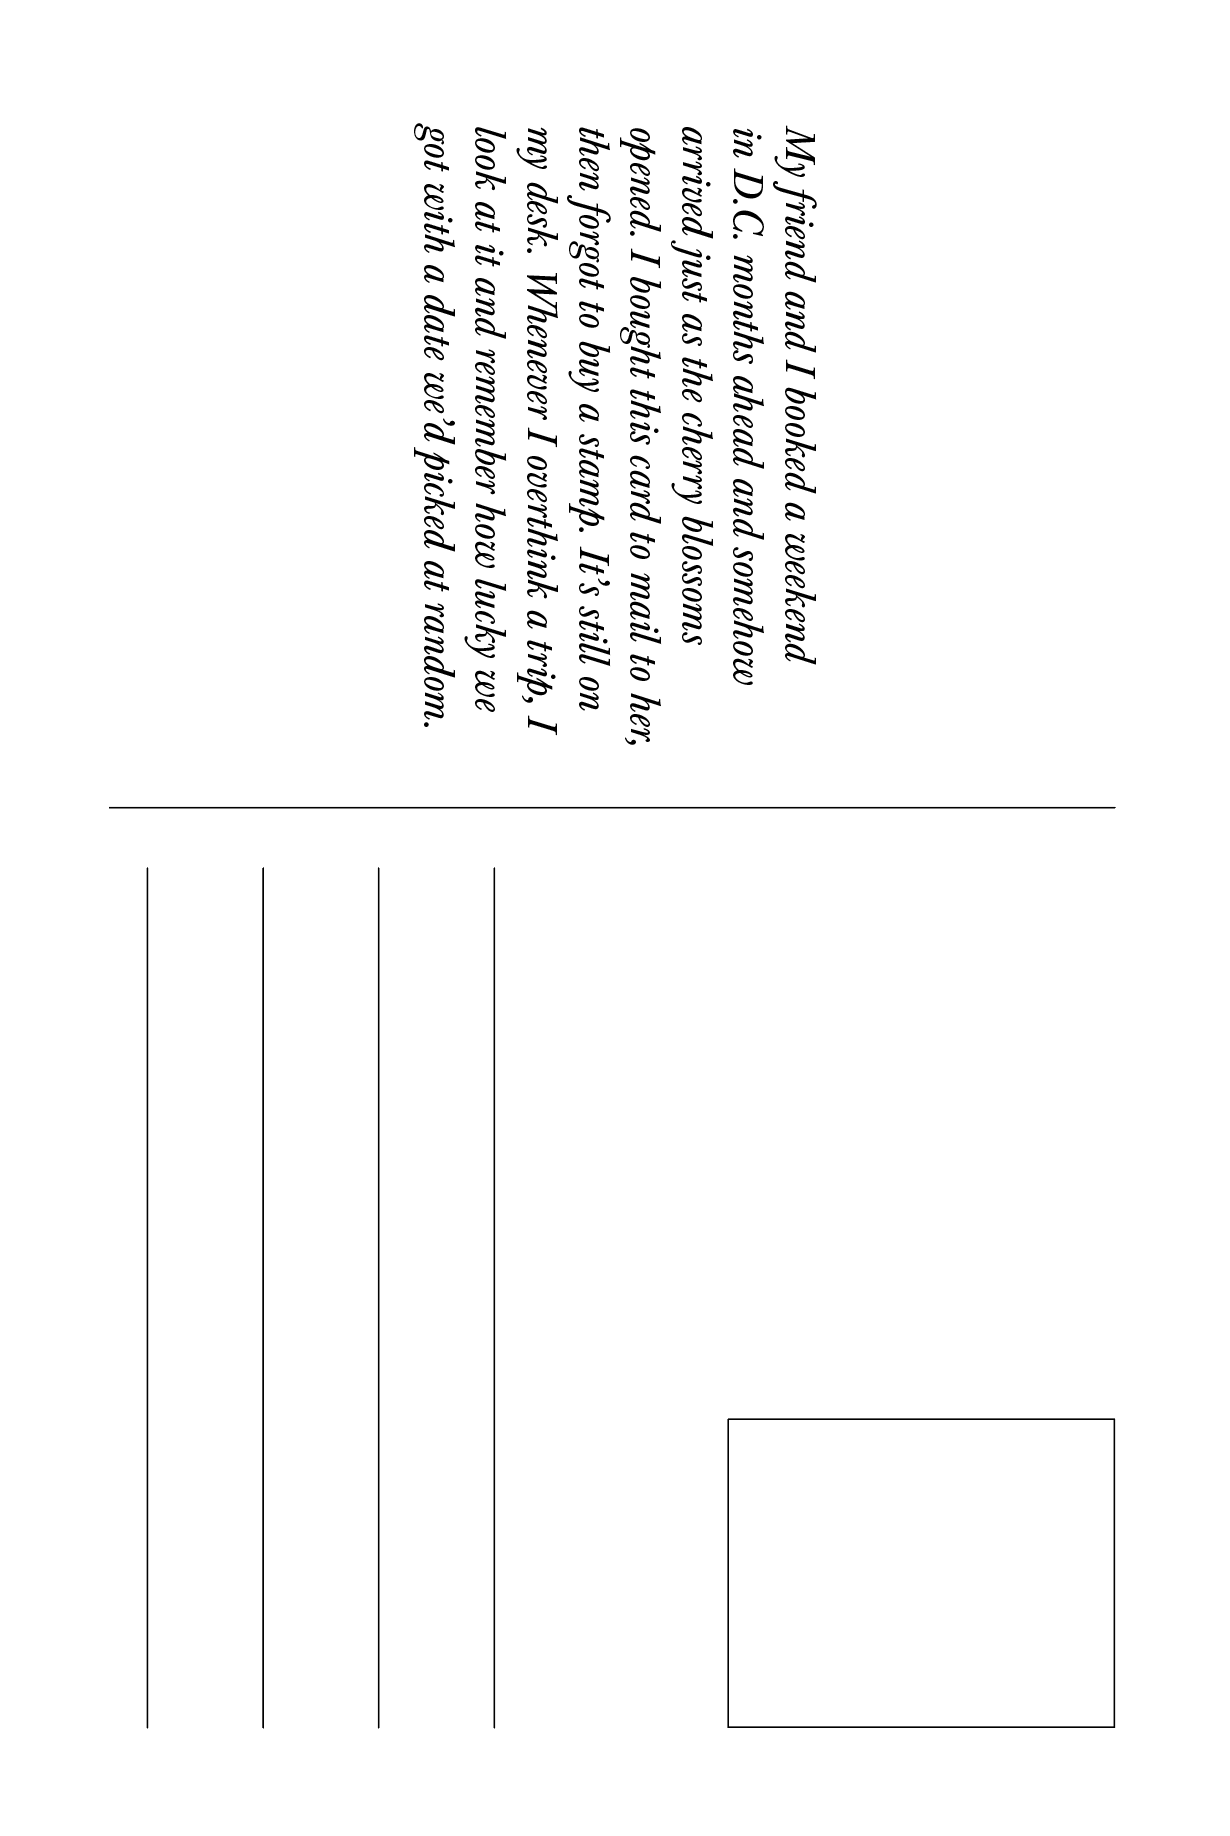 My friend and I booked a weekend
in D.C. months ahead and somehow
arrived just as the cherry blossoms
opened. I bought this card to mail to her,
then forgot to buy a stamp. It’s still on
my desk. Whenever I overthink a trip, I
look at it and remember how lucky we
got with a date we’d picked at random.